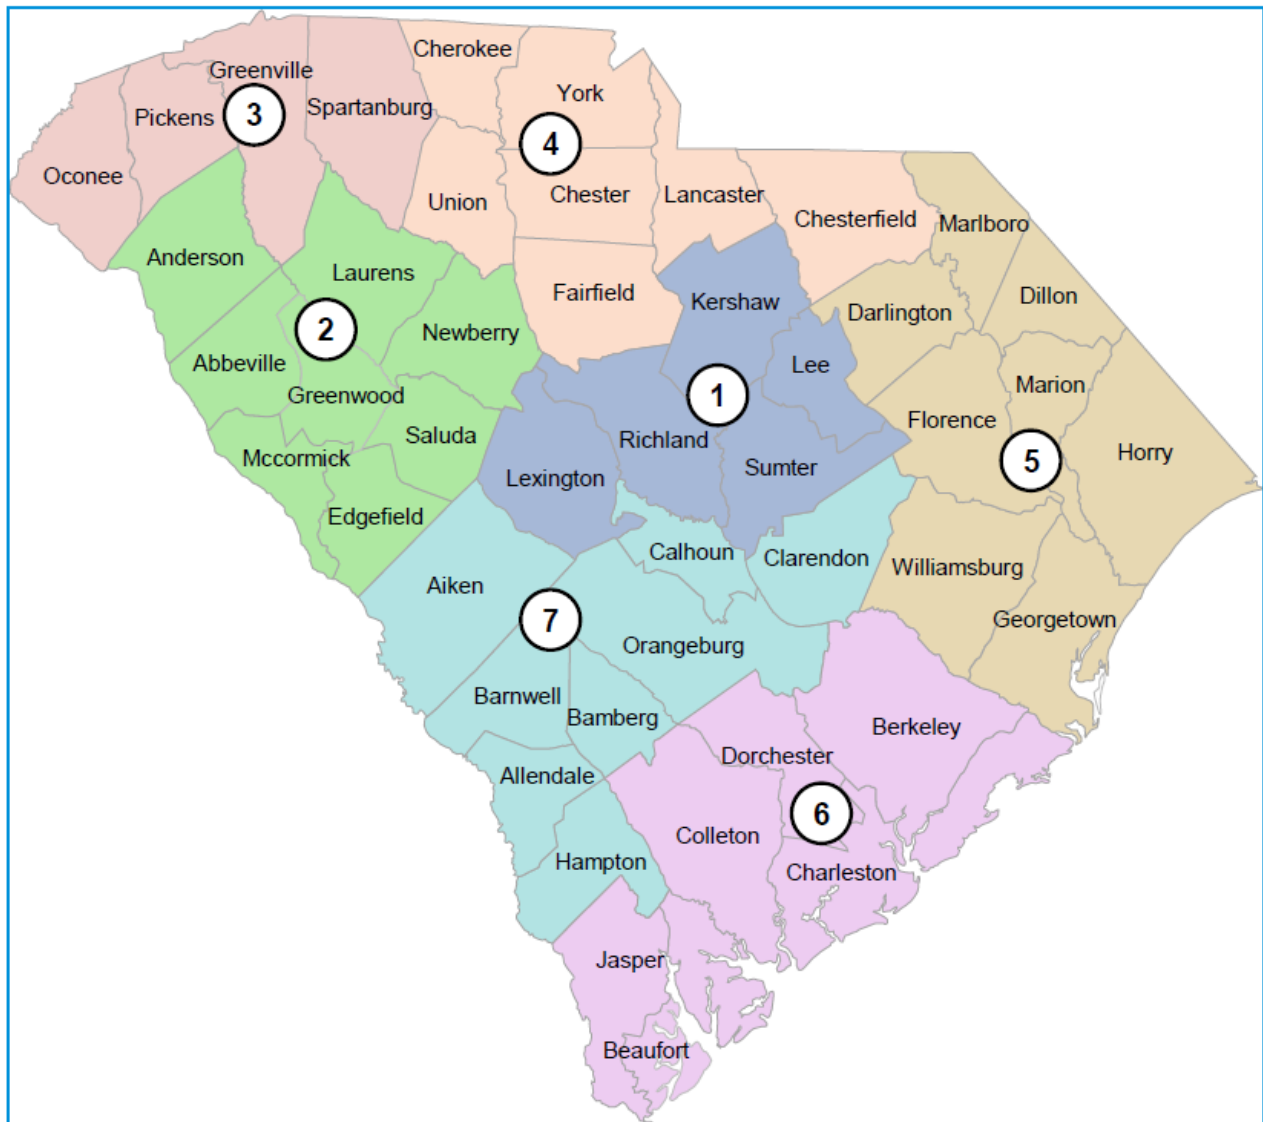 Cherokee
Greenville
York
Spartanburg
Pickens
3
4
Oconee
Union
Chester
Lancaster
Chesterfield
Marlboro
Anderson
Laurens
Fairfield
Kershaw
Dillon
Darlington
2
Newberry
Abbeville
Lee
Marion
Greenwood
1
Florence
Saluda
Richland
Horry
Mccormick
5
Lexington
Sumter
Edgefield
Calhoun
Clarendon
Williamsburg
Aiken
7
Georgetown
Orangeburg
Barnwell
Bamberg
Berkeley
Dorchester
Allendale
6
Colleton
Hampton
Charleston
Jasper
Beaufort